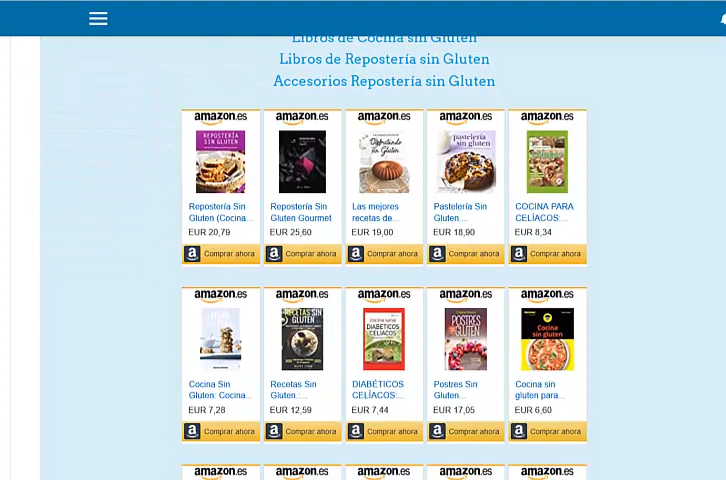 Libros de Cocina sin Gluten
Libros de Repostería sin Gluten
Accesorios Repostería sin Gluten
amazon.es amazon.es amazon.es amazon.es amazon.es
REPOSTERÍA
SIN GLUTEN
Disfrutando
sin Gluten
pastelería
sin gluten
Repostería Sin
Gluten (Cocina...
EUR 20,79
Comprar ahora
Repostería Sin
Gluten Gourmet
EUR 25,60
Comprar ahora
Las mejores
recetas de...
EUR 19,00
Comprar ahora
Pastelería Sin
Gluten....
EUR 18,90
Comprar ahora
COCINA PARA
CELÍACOS:...
EUR 8,34
Comprar ahora
amazon.es amazon.es amazon.es amazon.es amazon.es
RECETAS SIN
GLUTEN
cocina sana
DIABÉTICOS
CELÍACOS
POSTRES
GLUTEN
Cocina
sin gluten
Cocina Sin
Gluten: Cocina...
EUR 7,28
Comprar ahora
Recetas Sin
Gluten :...
EUR 12,59
Comprar ahora
DIABÉTICOS
CELÍACOS:...
EUR 7,44
Comprar ahora
Postres Sin
Gluten...
EUR 17,05
Comprar ahora
Cocina sin
gluten para...
EUR 6,60
Comprar ahora
amazon.es amazon.es amazon.es amazon.es amazon.es